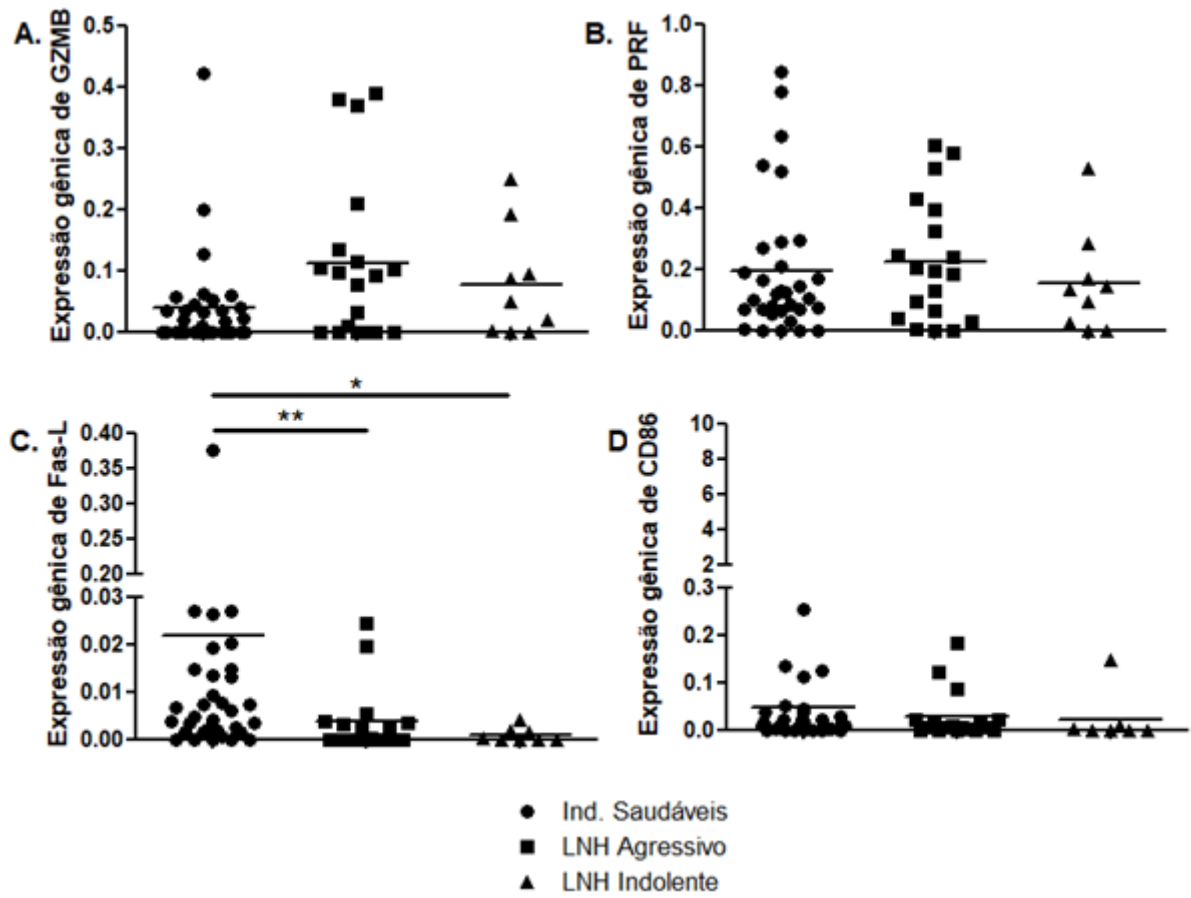 A.
Expressão gênica de GZMB
0.5
0.4
0.3
0.2
0.1
0.0
B.
Expressão gênica de PRF
1.0
0.8
0.6
0.4
0.2
0.0
*
**
C.
Expressão gênica de Fas-L
0.40
0.35
0.30
0.25
0.20
0.03
0.02
0.01
0.00
D
Expressão gênica de CD86
10
8
6
4
2
0.3
0.2
0.1
0.0
Ind. Saudáveis
LNH Agressivo
LNH Indolente